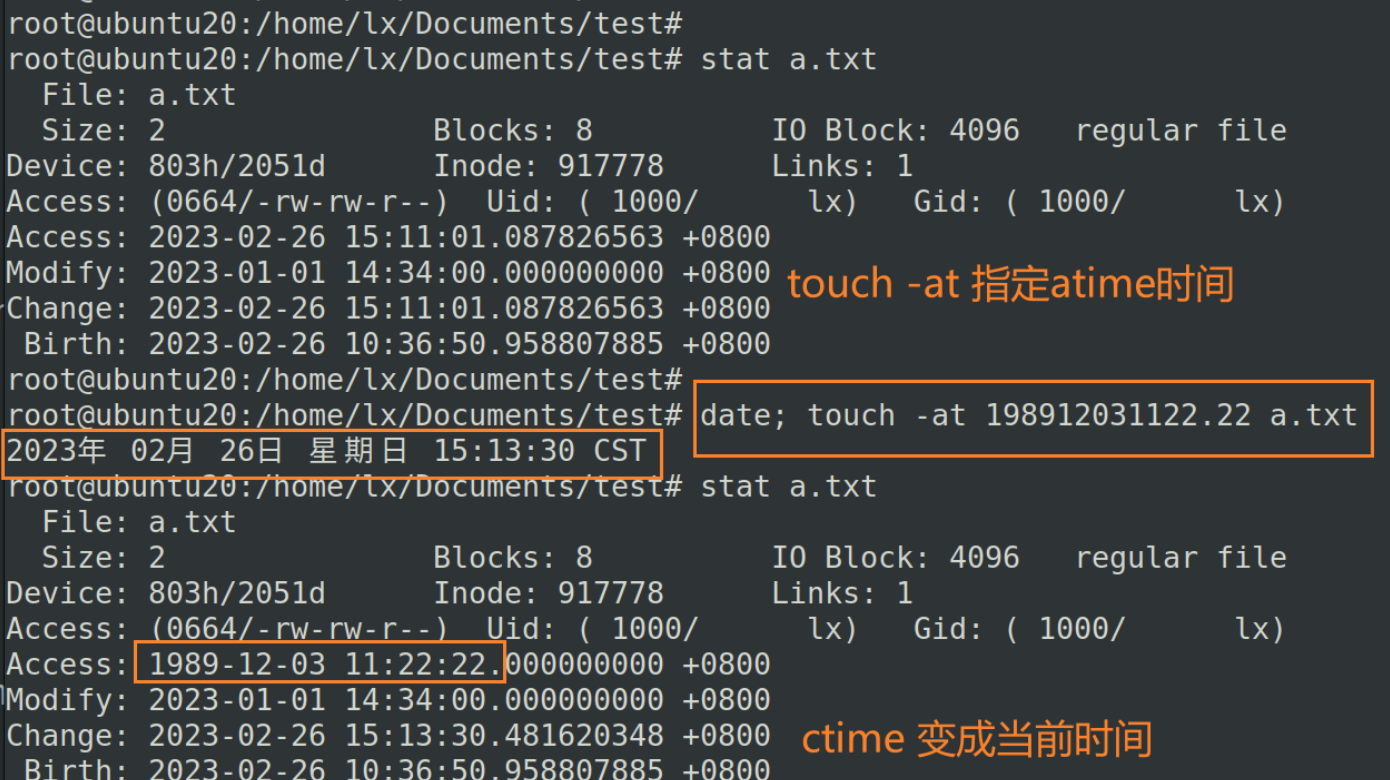 root@ubuntu20:/home/lx/Documents/test#
root@ubuntu20:/home/lx/Documents/test# stat a.txt
  File: a.txt
  Size: 2               Blocks: 8          IO Block: 4096   regular file
Device: 803h/2051d      Inode: 917778      Links: 1
Access: (0664/-rw-rw-r--)  Uid: ( 1000/      lx)   Gid: ( 1000/      lx)
Access: 2023-02-26 15:11:01.087826563 +0800
Modify: 2023-01-01 14:34:00.000000000 +0800
touch -at 指定atime时间
Change: 2023-02-26 15:11:01.087826563 +0800
 Birth: 2023-02-26 10:36:50.958807885 +0800
root@ubuntu20:/home/lx/Documents/test#
root@ubuntu20:/home/lx/Documents/test# date; touch -at 198912031122.22 a.txt
2023年 02月 26日 星期日 15:13:30 CST
root@ubuntu20:/home/lx/Documents/test# stat a.txt
  File: a.txt
  Size: 2               Blocks: 8          IO Block: 4096   regular file
Device: 803h/2051d      Inode: 917778      Links: 1
Access: (0664/-rw-rw-r--)  Uid: ( 1000/      lx)   Gid: ( 1000/      lx)
Access: 1989-12-03 11:22:22.000000000 +0800
Modify: 2023-01-01 14:34:00.000000000 +0800
Change: 2023-02-26 15:13:30.481620348 +0800
ctime 变成当前时间
 Birth: 2023-02-26 10:36:50.958807885 +0800